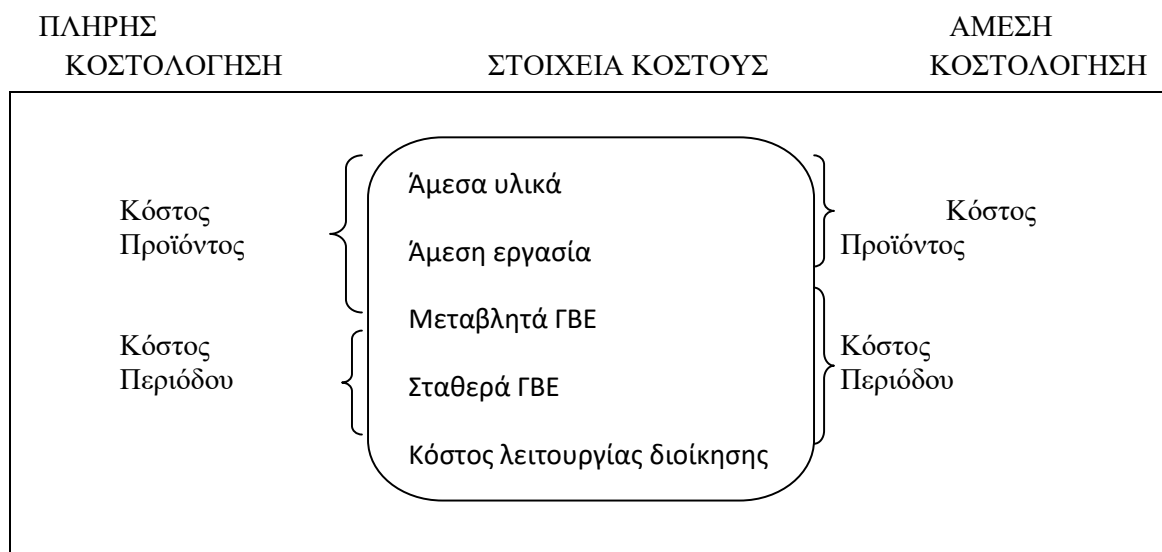 ΠΛΗΡΗΣ ΑΜΕΣΗ
ΚΟΣΤΟΛΟΓΗΣΗ ΣΤΟΙΧΕΙΑ ΚΟΣΤΟΥΣ ΚΟΣΤΟΛΟΓΗΣΗ
Κόστος
Προϊόντος
Κόστος
Περιόδου
Άμεσα υλικά
Άμεση εργασία
Μεταβλητά ΓΒΕ
Σταθερά ΓΒΕ
Κόστος λειτουργίας διοίκησης
Κόστος
Προϊόντος
Κόστος
Περιόδου